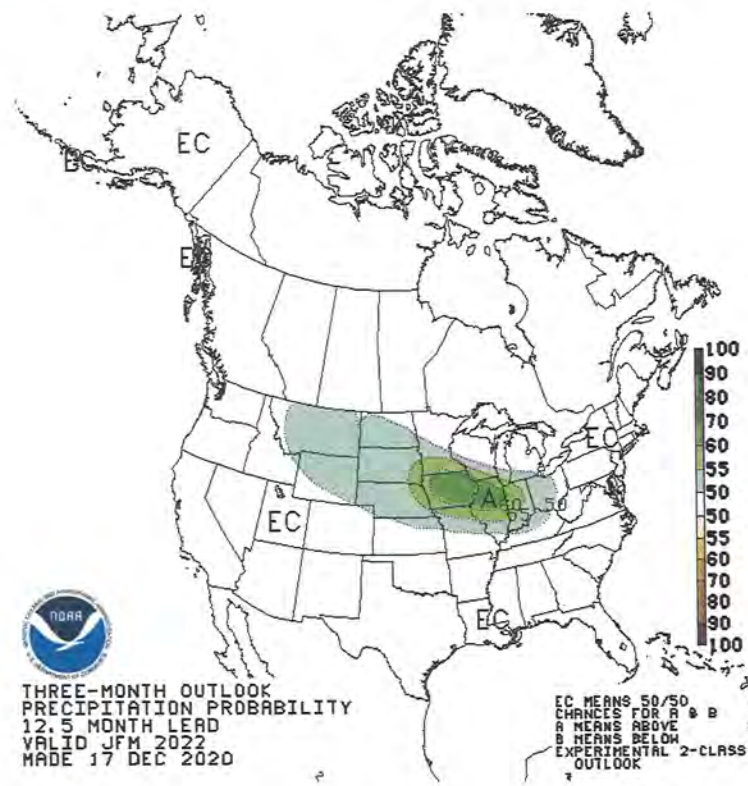 EC
EC
E
EC
A
60
50
EC
EC
100
90
80
70
60
55
50
50
55
60
70
80
90
100
NOAA
THREE-MONTH OUTLOOK
PRECIPITATION PROBABILITY
12.5 MONTH LEAD
VALID JFM 2022
MADE 17 DEC 2020
EC MEANS 50/50
CHANCES FOR A & B
A MEANS ABOVE
B MEANS BELOW
EXPERIMENTAL 2-CLASS
OUTLOOK